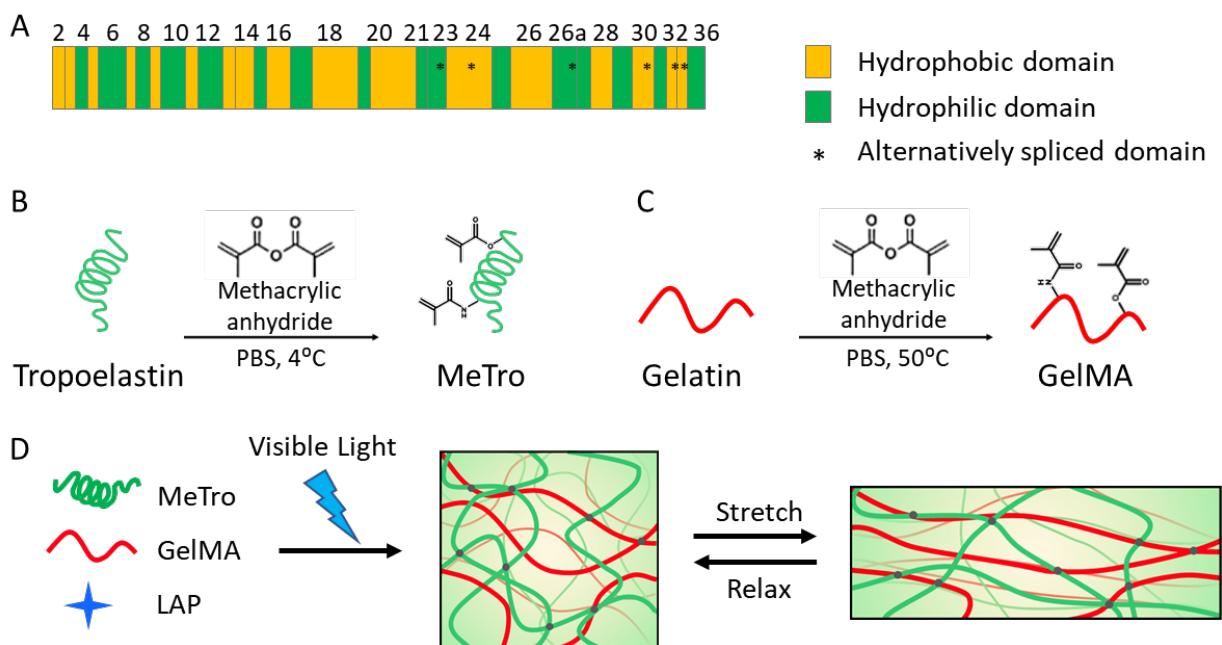 A
2 4 6 8 10 12 14 16 18 20 21 23 24 26 26a 28 30 32 36
* * * * * *
Hydrophobic domain
Hydrophilic domain
* Alternatively spliced domain
B
O O
O
Methacrylic
anhydride
PBS, 4°C
Tropoelastin
O
O
O
N
H
MeTro
C
O O
O
Methacrylic
anhydride
PBS, 50°C
Gelatin
O
N
H
O
O
GelMA
D
MeTro
GelMA
LAP
Visible Light
Stretch
Relax